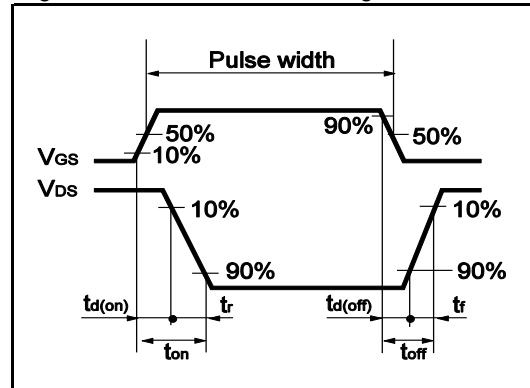 Pulse width
90%
50%
50%
10%
VGS
VDS
10%
10%
90%
90%
td(on)
tr
td(off)
tf
ton
toff